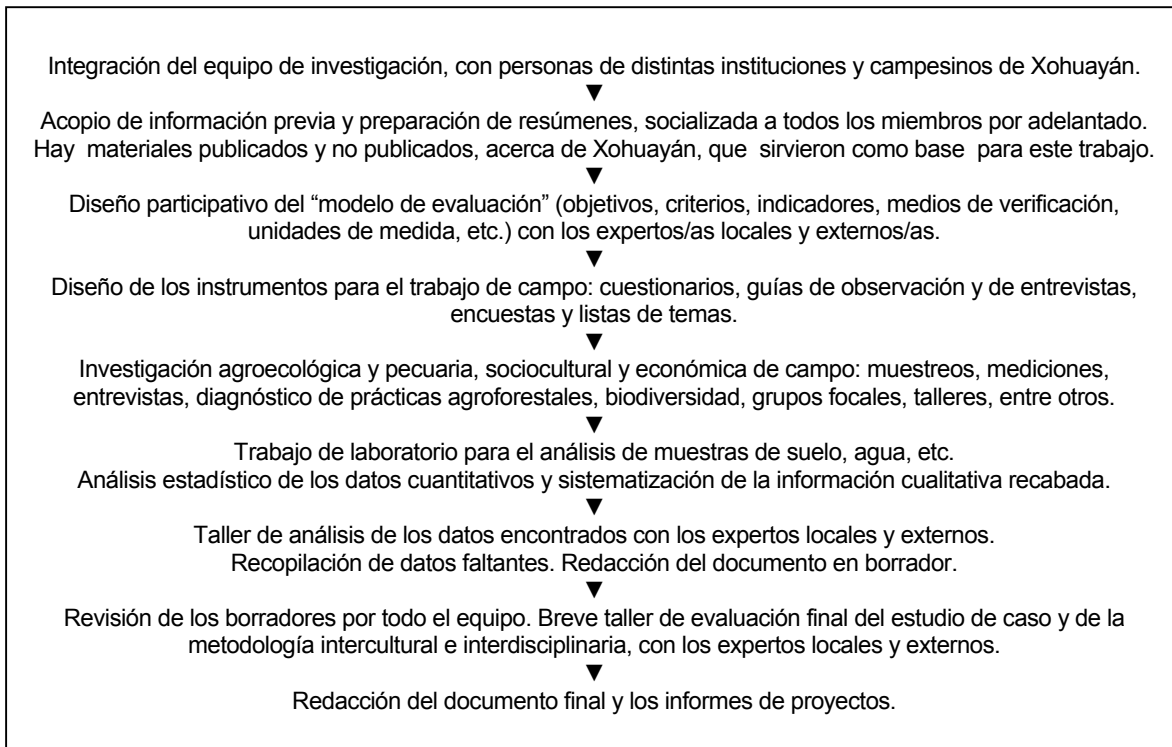 Integración del equipo de investigación, con personas de distintas instituciones y campesinos de Xohuayán.
▼
Acopio de información previa y preparación de resúmenes, socializada a todos los miembros por adelantado.
Hay materiales publicados y no publicados, acerca de Xohuayán, que sirvieron como base para este trabajo.
▼
Diseño participativo del “modelo de evaluación” (objetivos, criterios, indicadores, medios de verificación,
unidades de medida, etc.) con los expertos/as locales y externos/as.
▼
Diseño de los instrumentos para el trabajo de campo: cuestionarios, guías de observación y de entrevistas,
encuestas y listas de temas.
▼
Investigación agroecológica y pecuaria, sociocultural y económica de campo: muestreos, mediciones,
entrevistas, diagnóstico de prácticas agroforestales, biodiversidad, grupos focales, talleres, entre otros.
▼
Trabajo de laboratorio para el análisis de muestras de suelo, agua, etc.
Análisis estadístico de los datos cuantitativos y sistematización de la información cualitativa recabada.
▼
Taller de análisis de los datos encontrados con los expertos locales y externos.
Recopilación de datos faltantes. Redacción del documento en borrador.
▼
Revisión de los borradores por todo el equipo. Breve taller de evaluación final del estudio de caso y de la
metodología intercultural e interdisciplinaria, con los expertos locales y externos.
▼
Redacción del documento final y los informes de proyectos.